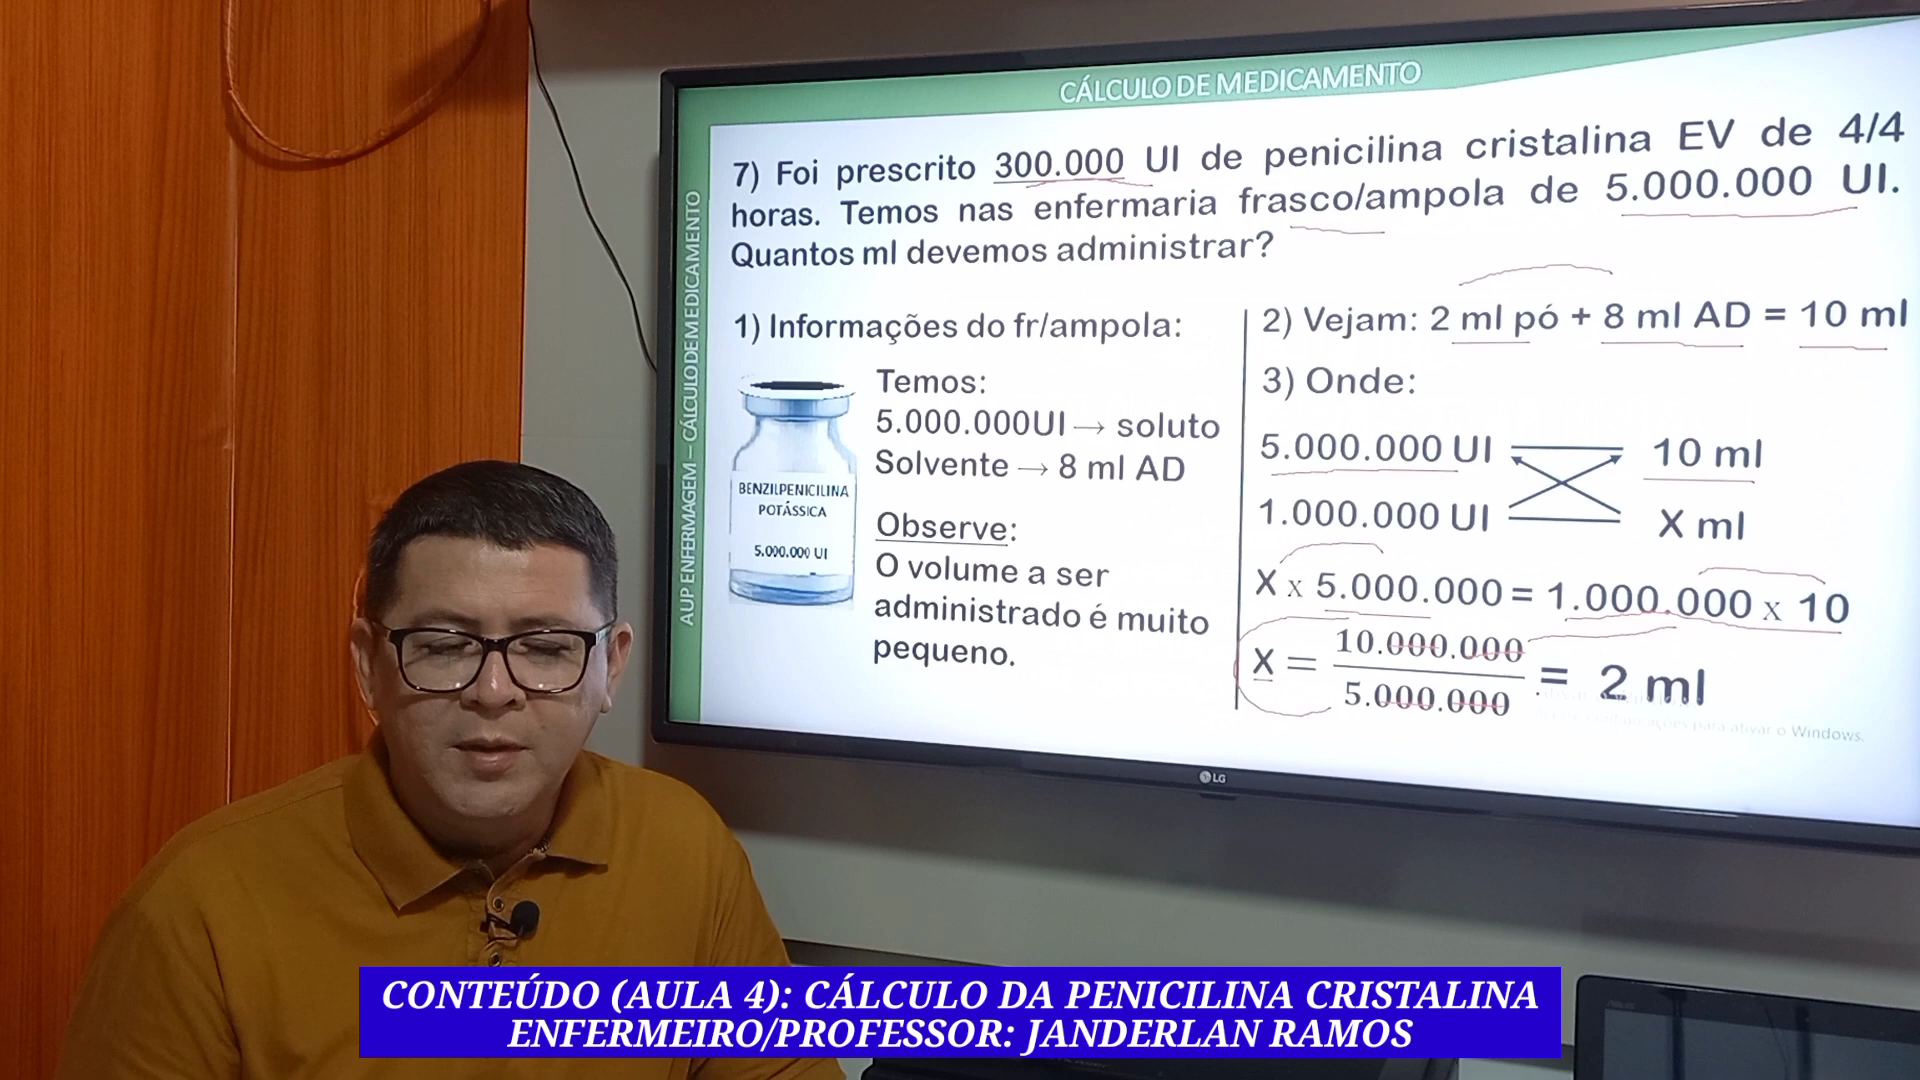 CÁLCULO DE MEDICAMENTO
AUP ENFERMAGEM – CÁLCULO DE MEDICAMENTO
7) Foi prescrito 300.000 UI de penicilina cristalina EV de 4/4
horas. Temos nas enfermaria frasco/ampola de 5.000.000 UI.
Quantos ml devemos administrar?
1) Informações do fr/ampola:
Temos:
5.000.000UI → soluto
Solvente → 8 ml AD
BENZILPENICILINA
POTÁSSICA
5.000.000 UI
Observe:
O volume a ser
administrado é muito
pequeno.
2) Vejam: 2 ml pó + 8 ml AD = 10 ml
3) Onde:
5.000.000 UI 10 ml
1.000.000 UI X ml
X x 5.000.000 = 1.000.000 x 10
X = 10.000.000 / 5.000.000 = 2 ml
para ativar o Windows.
LG
CONTEÚDO (AULA 4): CÁLCULO DA PENICILINA CRISTALINA
ENFERMEIRO/PROFESSOR: JANDERLAN RAMOS